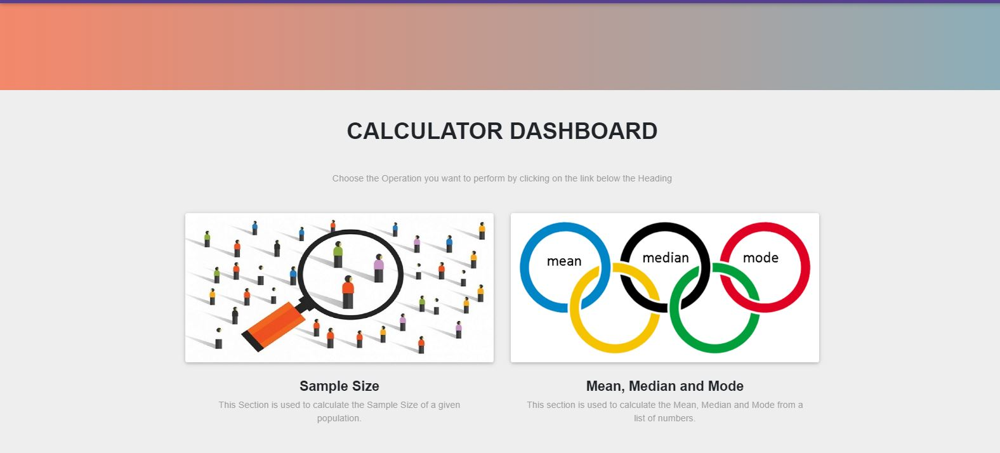 CALCULATOR DASHBOARD
Choose the Operation you want to perform by clicking on the link below the Heading
mean
median
mode
Sample Size
This Section is used to calculate the Sample Size of a given
population.
Mean, Median and Mode
This section is used to calculate the Mean, Median and Mode from a
list of numbers.